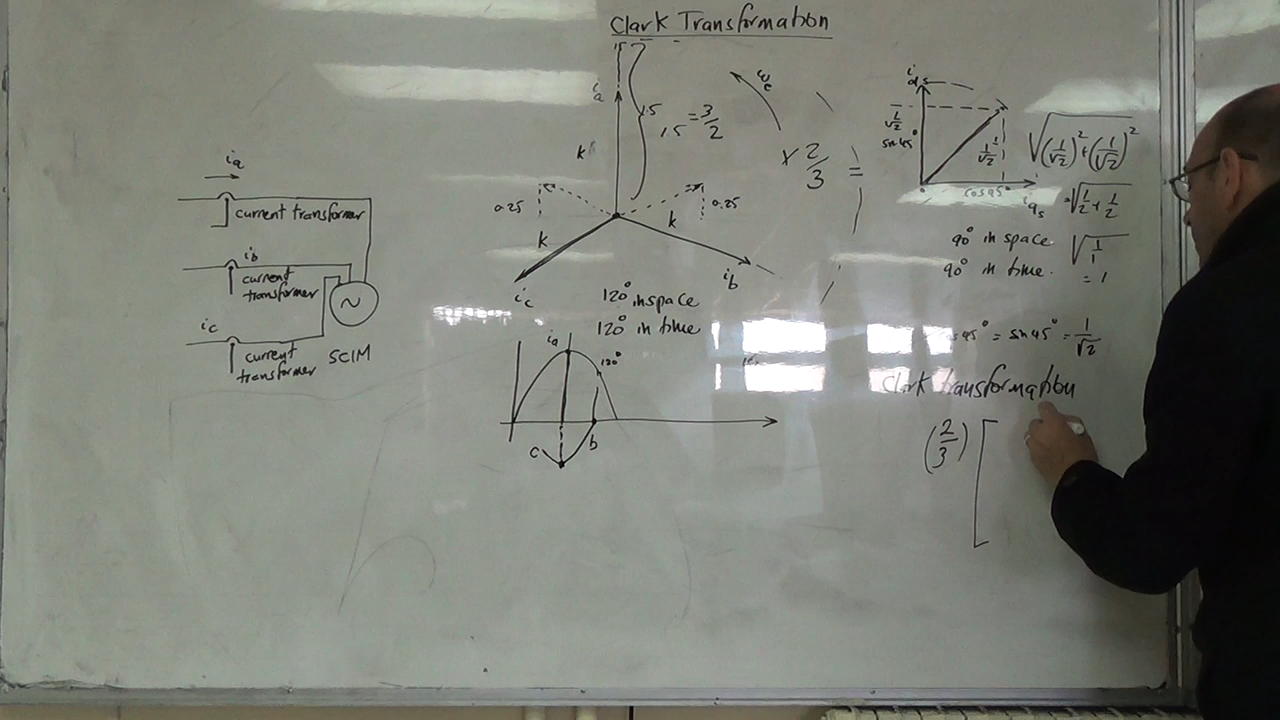 Clark Transformation
ia
current transformer
ib
current
transformer
ic
current
transformer
SCIM
~
ia
k
15
1,5 = 3/2
ωe
0.25
0.25
k
k
ic
ib
120° in space
120° in time
ia
120°
c
b
× 2/3 =
ids
1/√2
sin 45°
1/√2
cos 45°
iqs
√(1/√2)² + (1/√2)²
= √1/2 + 1/2
√1/1
= 1
90° in space
90° in time.
45° = sin 45° = 1/√2
Clark transformation
(2/3) [